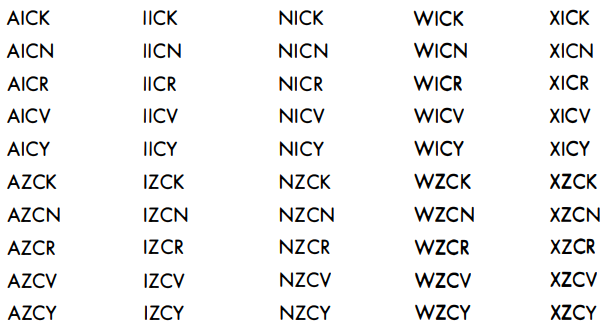 AICK IICK NICK WICK XICK
AICN IICN NICN WICN XICN
AICR IICR NICR WICR XICR
AICV IICV NICV WICV XICV
AICY IICY NICY WICY XICY
AZCK IZCK NZCK WZCK XZCK
AZCN IZCN NZCN WZCN XZCN
AZCR IZCR NZCR WZCR XZCR
AZCV IZCV NZCV WZCV XZCV
AZCY IZCY NZCY WZCY XZCY